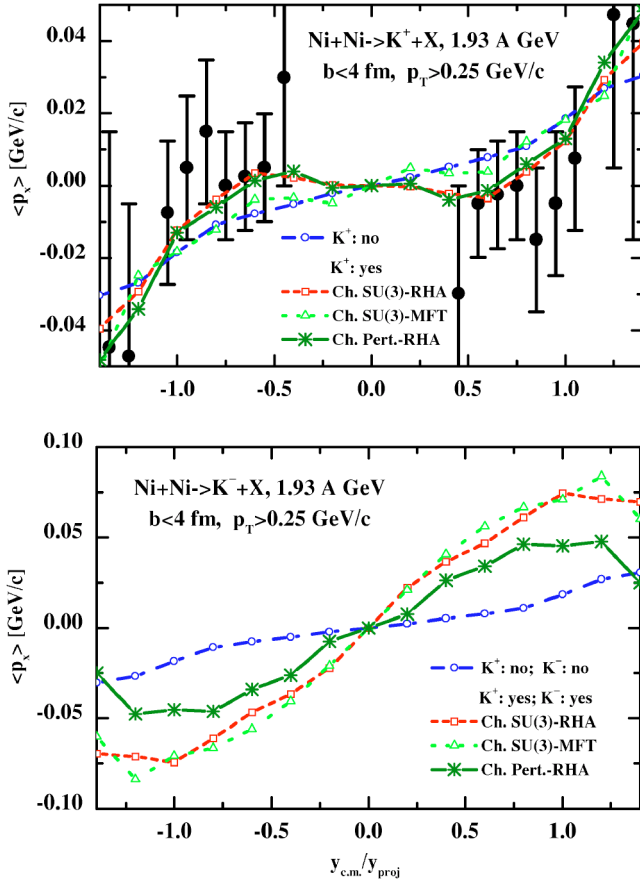 0.04
0.02
0.00
-0.02
-0.04
<p_x> [GeV/c]
Ni+Ni->K⁺+X, 1.93 A GeV
b<4 fm, p_T>0.25 GeV/c
K⁺: no
K⁺: yes
Ch. SU(3)-RHA
Ch. SU(3)-MFT
Ch. Pert.-RHA
-1.0 -0.5 0.0 0.5 1.0
0.10
0.05
0.00
-0.05
-0.10
<p_x> [GeV/c]
Ni+Ni->K⁻+X, 1.93 A GeV
b<4 fm, p_T>0.25 GeV/c
K⁺: no; K⁻: no
K⁺: yes; K⁻: yes
Ch. SU(3)-RHA
Ch. SU(3)-MFT
Ch. Pert.-RHA
-1.0 -0.5 0.0 0.5 1.0
y_c.m./y_proj